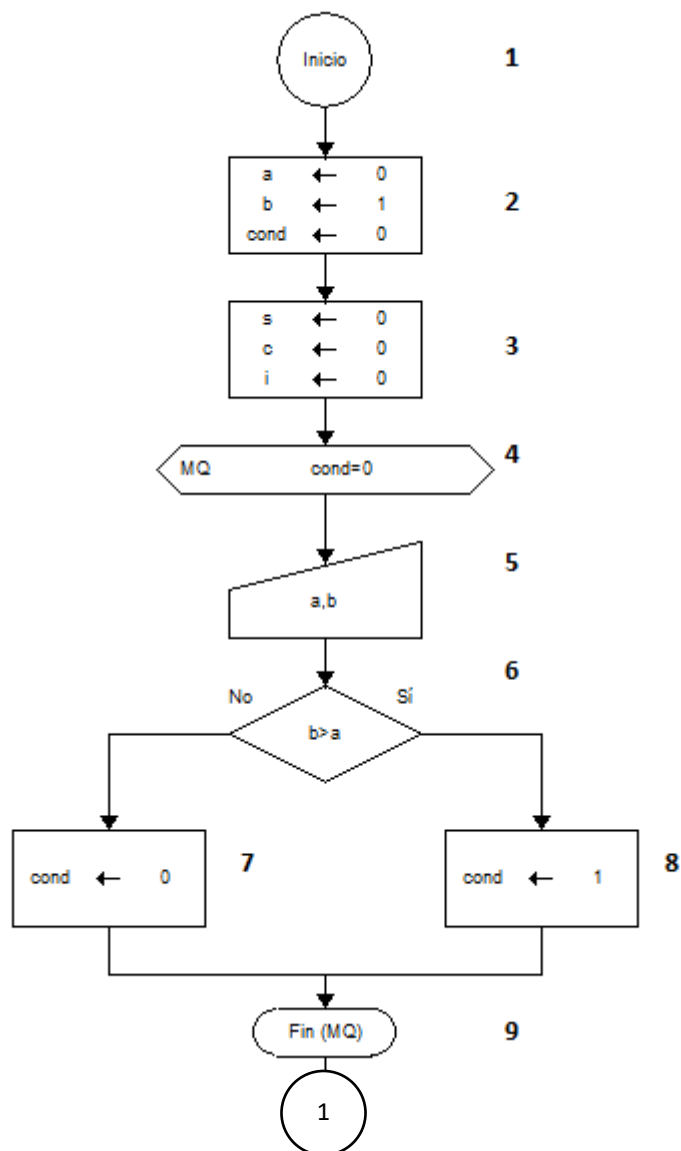 Inicio 1
a ← 0
b ← 1 2
cond ← 0
s ← 0
c ← 0 3
i ← 0
MQ cond=0 4
5
a,b
6
No Sí
b>a
cond ← 0 7 cond ← 1 8
Fin (MQ) 9
1